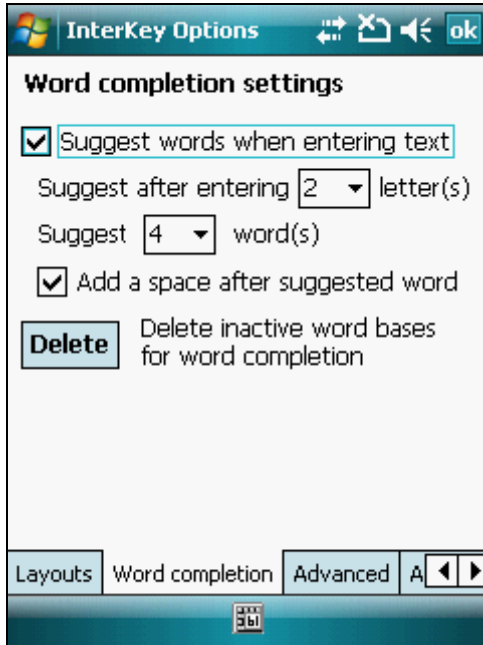 InterKey Options
ok
Word completion settings
Suggest words when entering text
Suggest after entering 2 letter(s)
Suggest 4 word(s)
Add a space after suggested word
Delete
Delete inactive word bases
for word completion
Layouts Word completion Advanced A